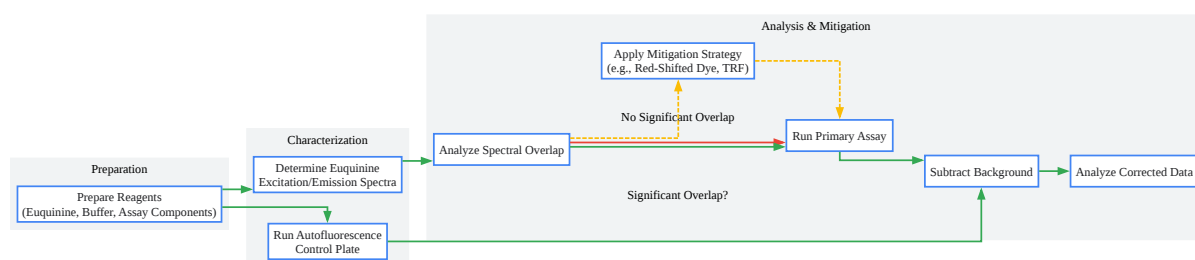 Analysis & Mitigation
Apply Mitigation Strategy
(e.g., Red-Shifted Dye, TRF)
No Significant Overlap
Characterization
Analyze Spectral Overlap
Run Primary Assay
Preparation
Determine Euquinine
Excitation/Emission Spectra
Subtract Background
Analyze Corrected Data
Prepare Reagents
(Euquinine, Buffer, Assay Components)
Significant Overlap?
Run Autofluorescence
Control Plate